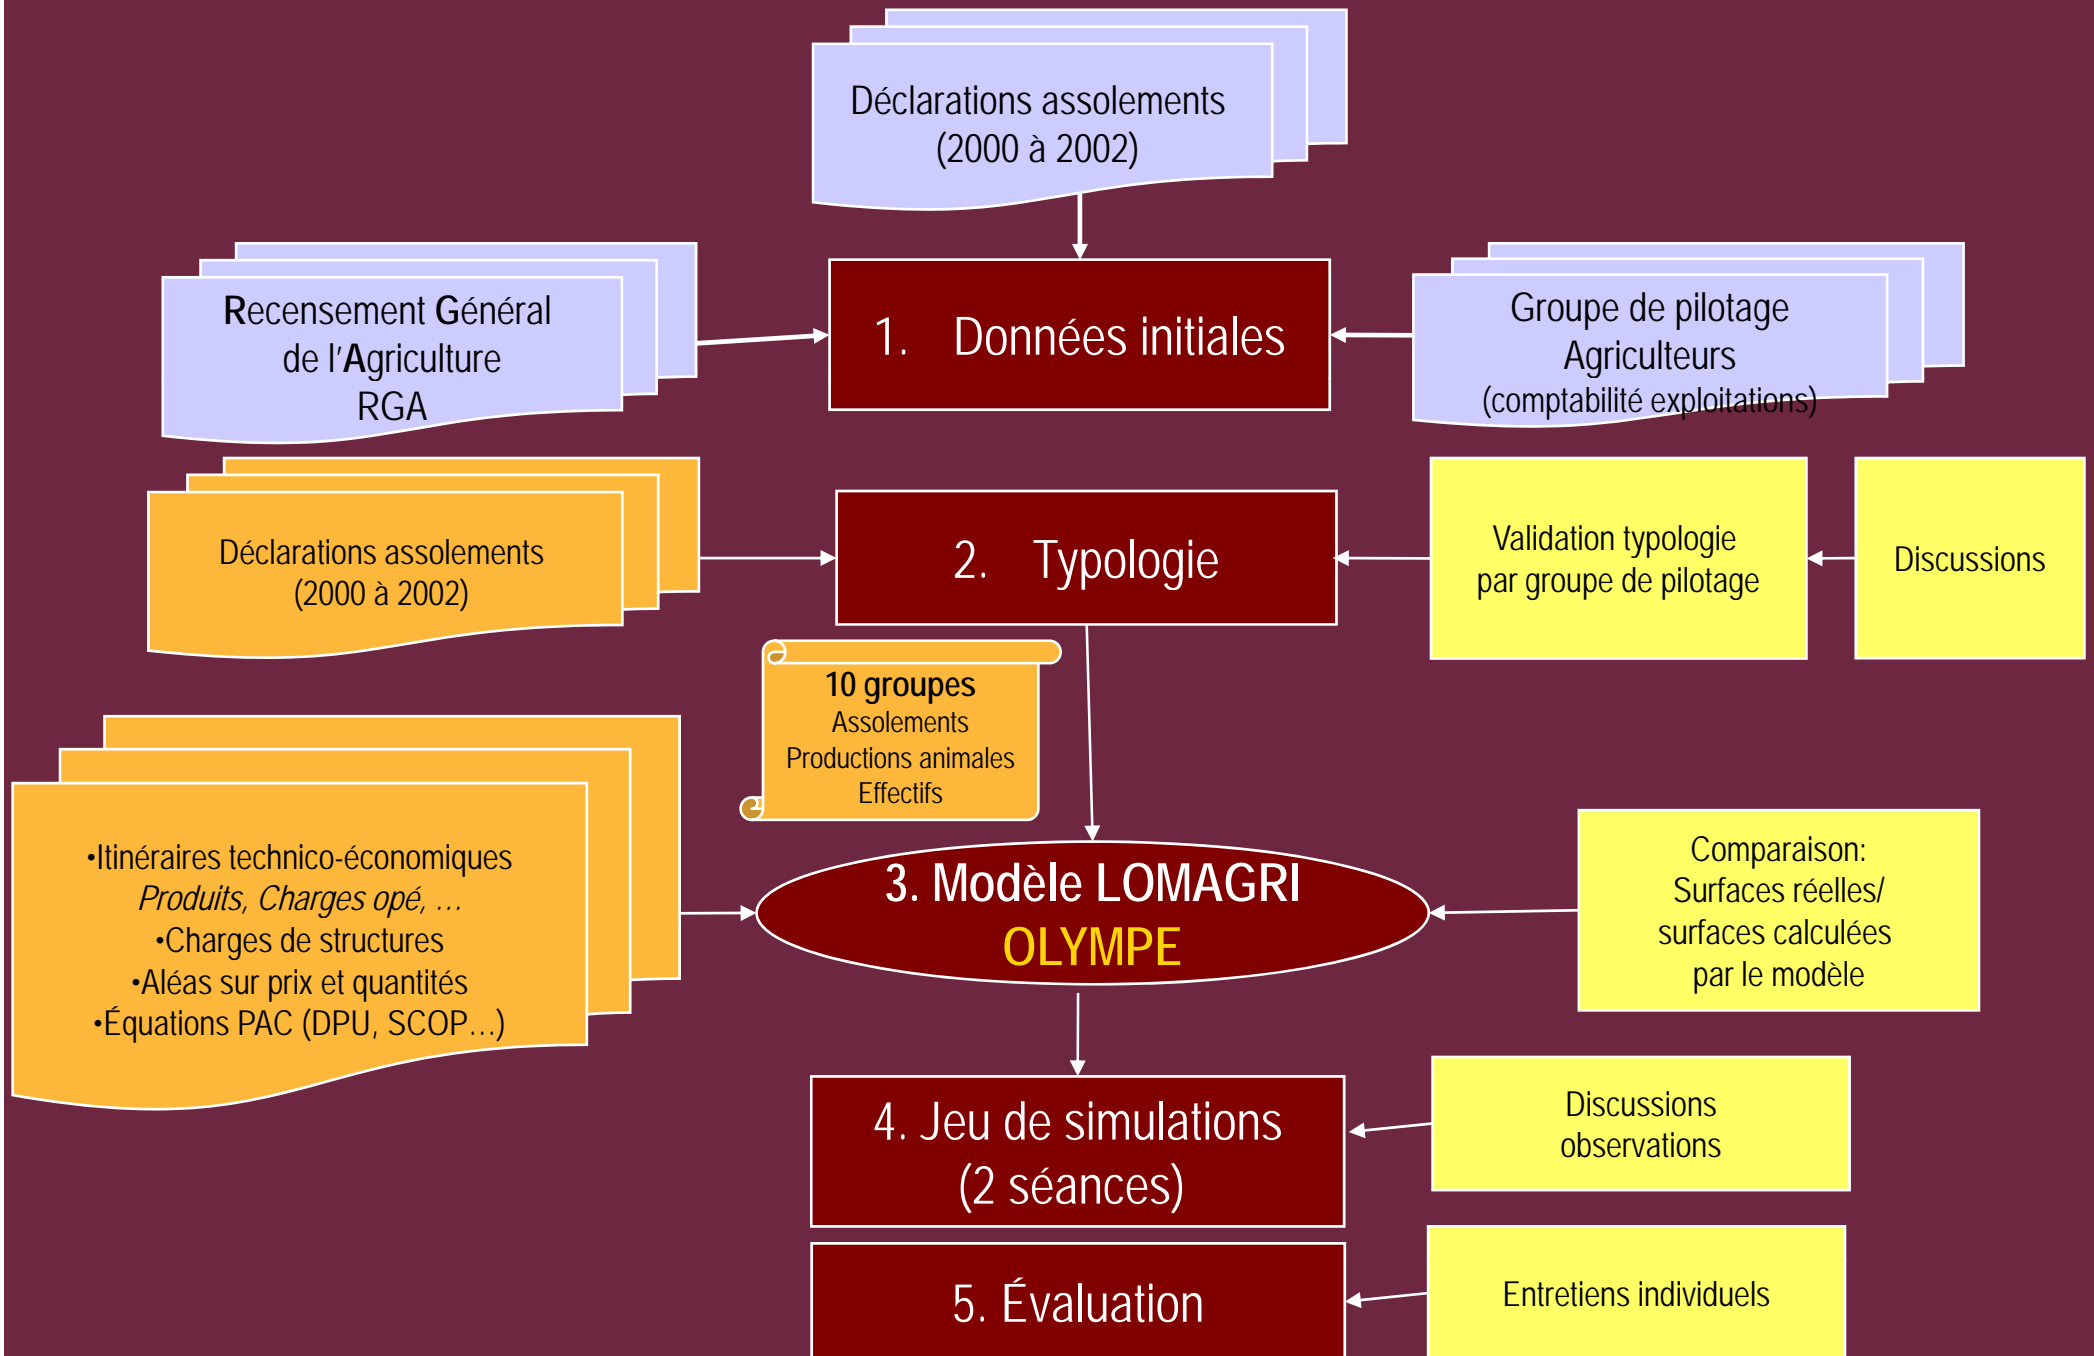 Déclarations assolements
(2000 à 2002)
Recensement Général
de l'Agriculture
RGA
1. Données initiales
Groupe de pilotage
Agriculteurs
(comptabilité exploitations)
Déclarations assolements
(2000 à 2002)
2. Typologie
Validation typologie
par groupe de pilotage
Discussions
10 groupes
Assolements
Productions animales
Effectifs
•Itinéraires technico-économiques
Produits, Charges opé, …
•Charges de structures
•Aléas sur prix et quantités
•Équations PAC (DPU, SCOP…)
3. Modèle LOMAGRI
OLYMPE
Comparaison:
Surfaces réelles/
surfaces calculées
par le modèle
4. Jeu de simulations
(2 séances)
Discussions
observations
5. Évaluation
Entretiens individuels